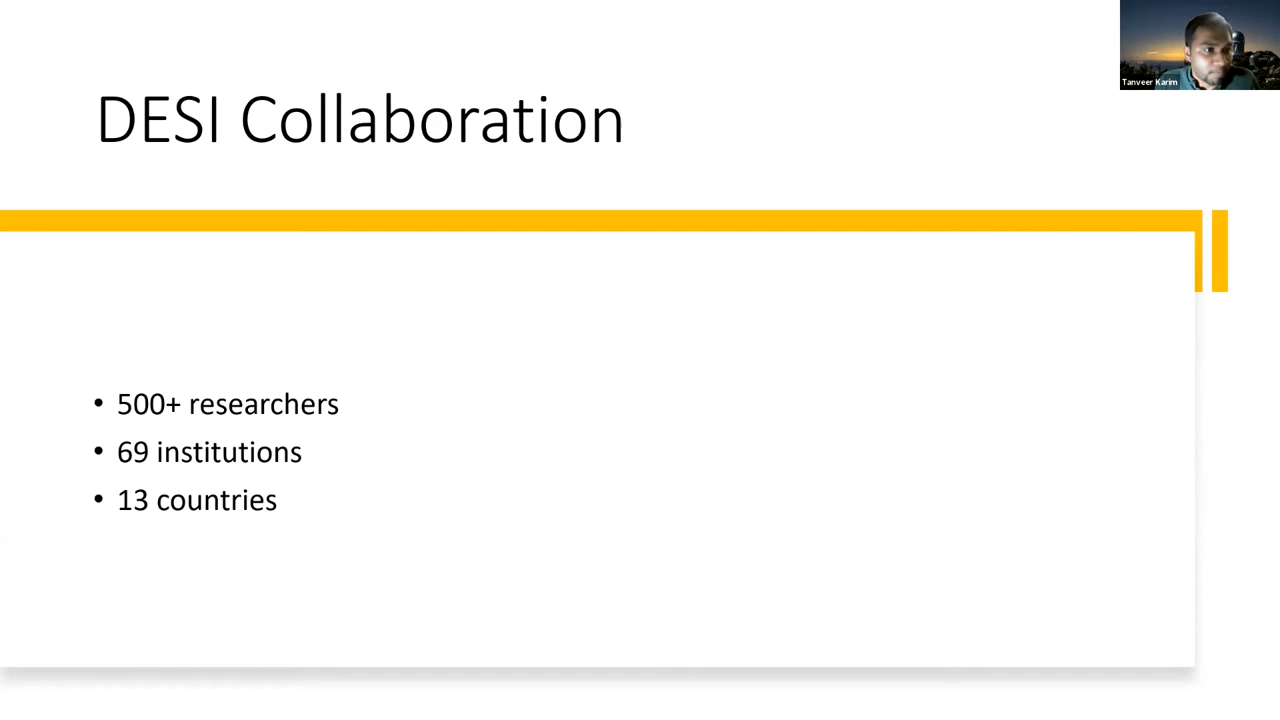 Tanveer Karim
DESI Collaboration
• 500+ researchers
• 69 institutions
• 13 countries